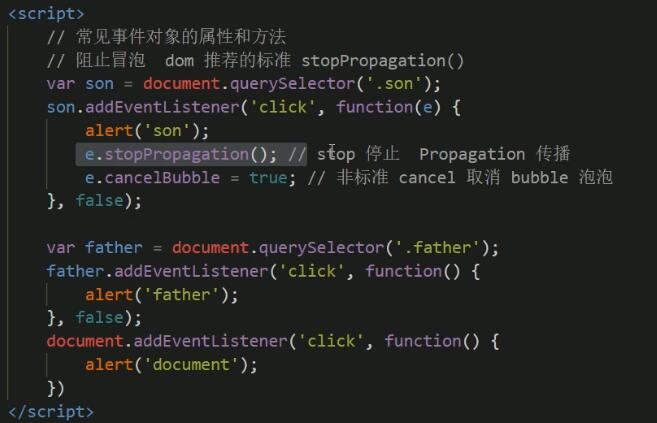 <script>
// 常见事件对象的属性和方法
// 阻止冒泡 dom 推荐的标准 stopPropagation()
var son = document.querySelector('.son');
son.addEventListener('click', function(e) {
alert('son');
e.stopPropagation(); // stop 停止 Propagation 传播
e.cancelBubble = true; // 非标准 cancel 取消 bubble 泡泡
}, false);
var father = document.querySelector('.father');
father.addEventListener('click', function() {
alert('father');
}, false);
document.addEventListener('click', function() {
alert('document');
})
</script>